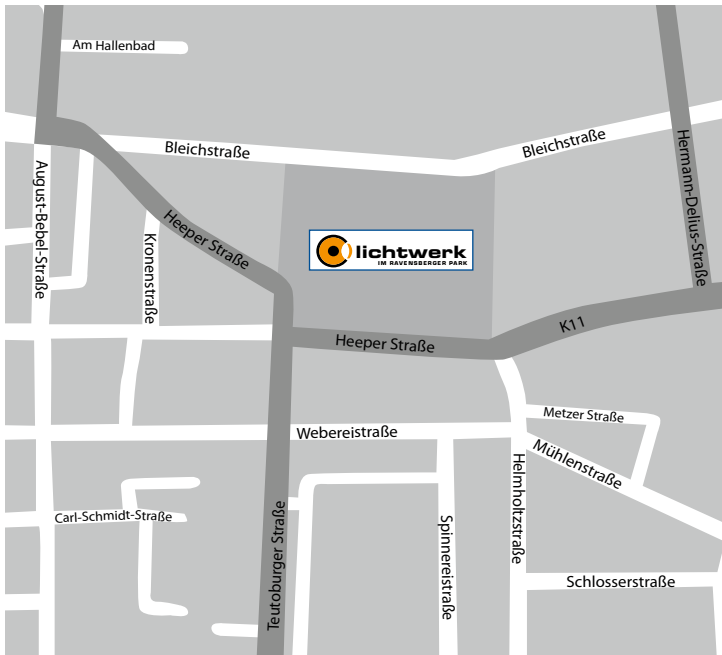 Am Hallenbad
Bleichstraße
Bleichstraße
Hermann-Delius-Straße
August-Bebel-Straße
Kronenstraße
Heeper Straße
lichtwerk
IM RAVENSBERGER PARK
K11
Heeper Straße
Metzer Straße
Webereistraße
Mühlenstraße
Helmholtzstraße
Carl-Schmidt-Straße
Teutoburger Straße
Spinnereistraße
Schlosserstraße